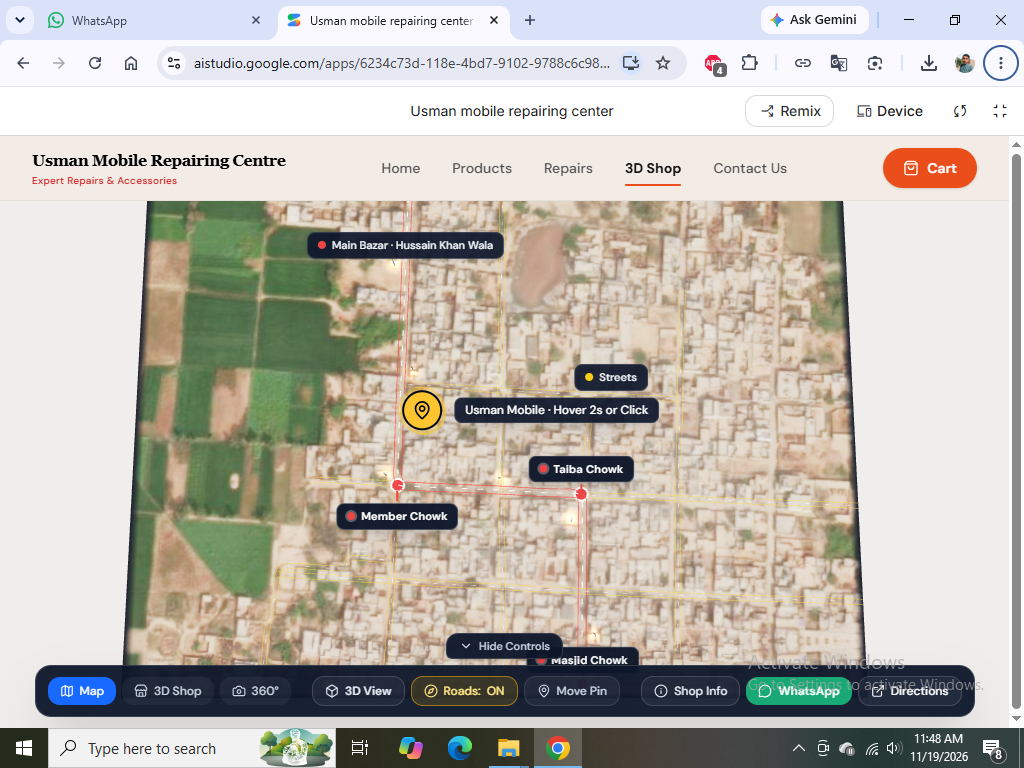 WhatsApp
Usman mobile repairing center
Ask Gemini
aistudio.google.com/apps/6234c73d-118e-4bd7-9102-9788c6c98...
4
Usman mobile repairing center
Remix
Device
Usman Mobile Repairing Centre
Expert Repairs & Accessories
Home
Products
Repairs
3D Shop
Contact Us
Cart
Main Bazar · Hussain Khan Wala
Streets
Usman Mobile · Hover 2s or Click
Taiba Chowk
Member Chowk
Hide Controls
Masjid Chowk
Activate Windows
Go to Settings to activate Windows.
Map
3D Shop
360°
3D View
Roads: ON
Move Pin
Shop Info
WhatsApp
Directions
Type here to search
11:48 AM
11/19/2026
8